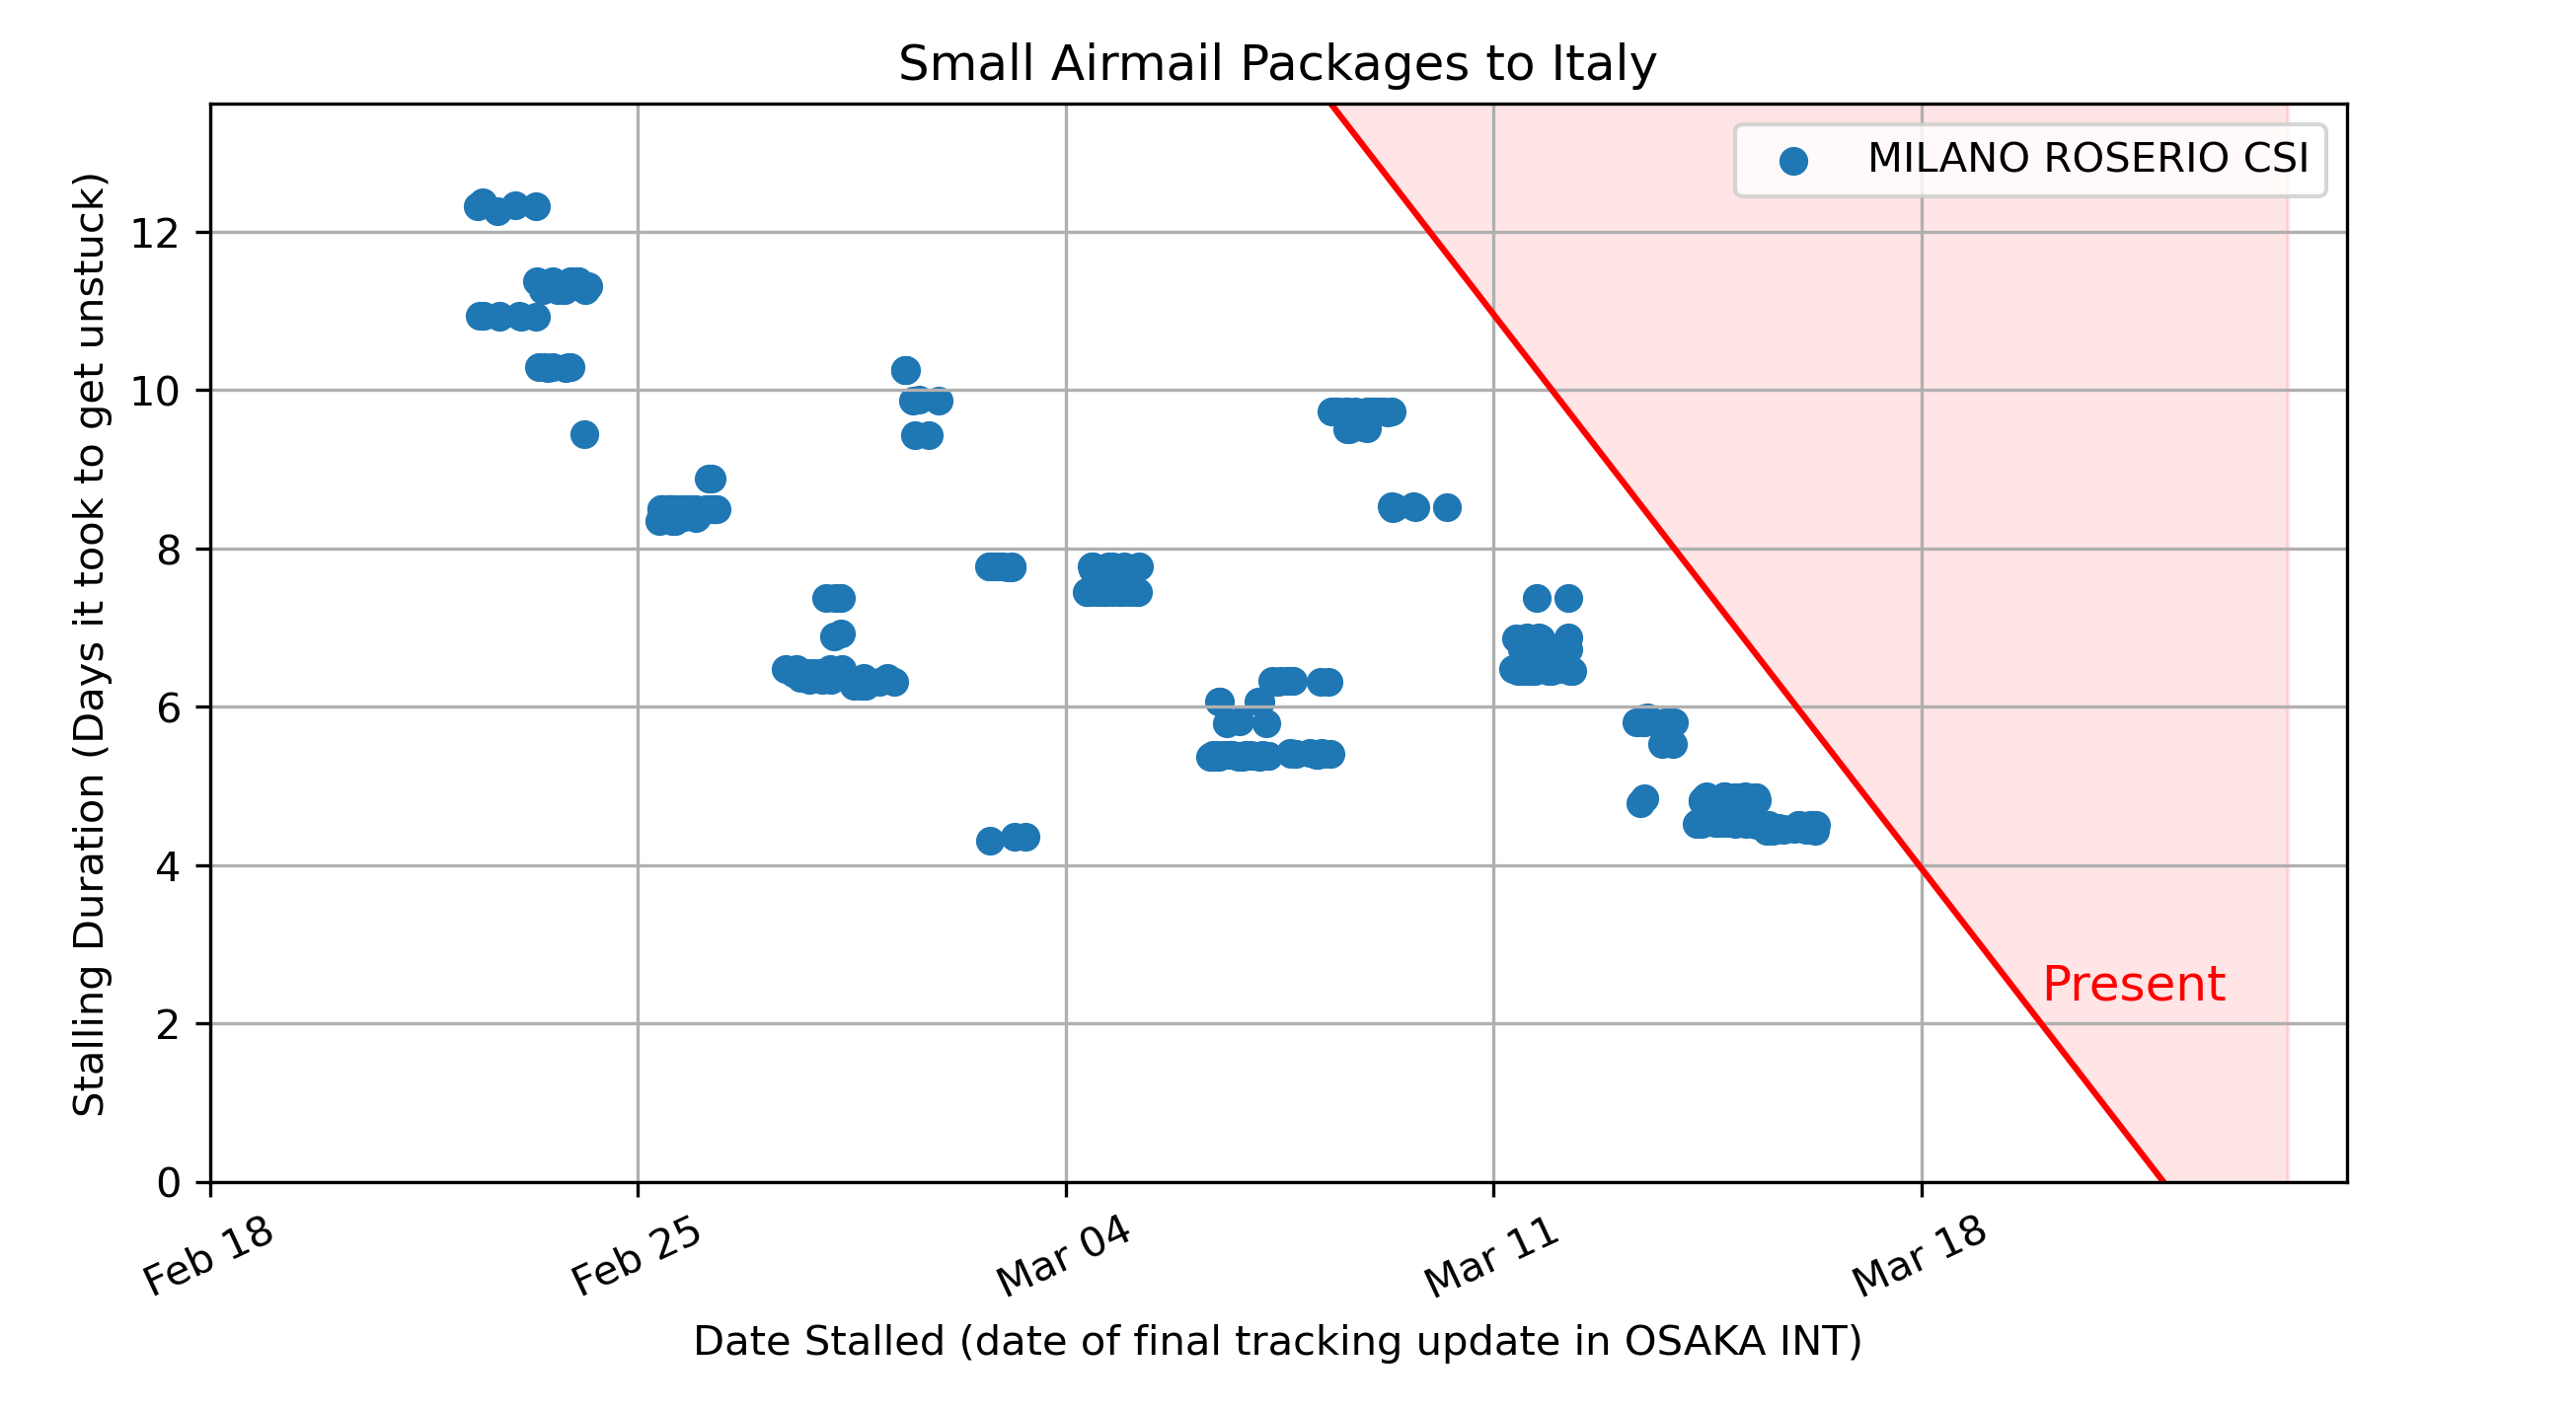 Small Airmail Packages to Italy
MILANO ROSERIO CSI
Stalling Duration (Days it took to get unstuck)
12
10
8
6
4
2
0
Present
Feb 18
Feb 25
Mar 04
Mar 11
Mar 18
Date Stalled (date of final tracking update in OSAKA INT)